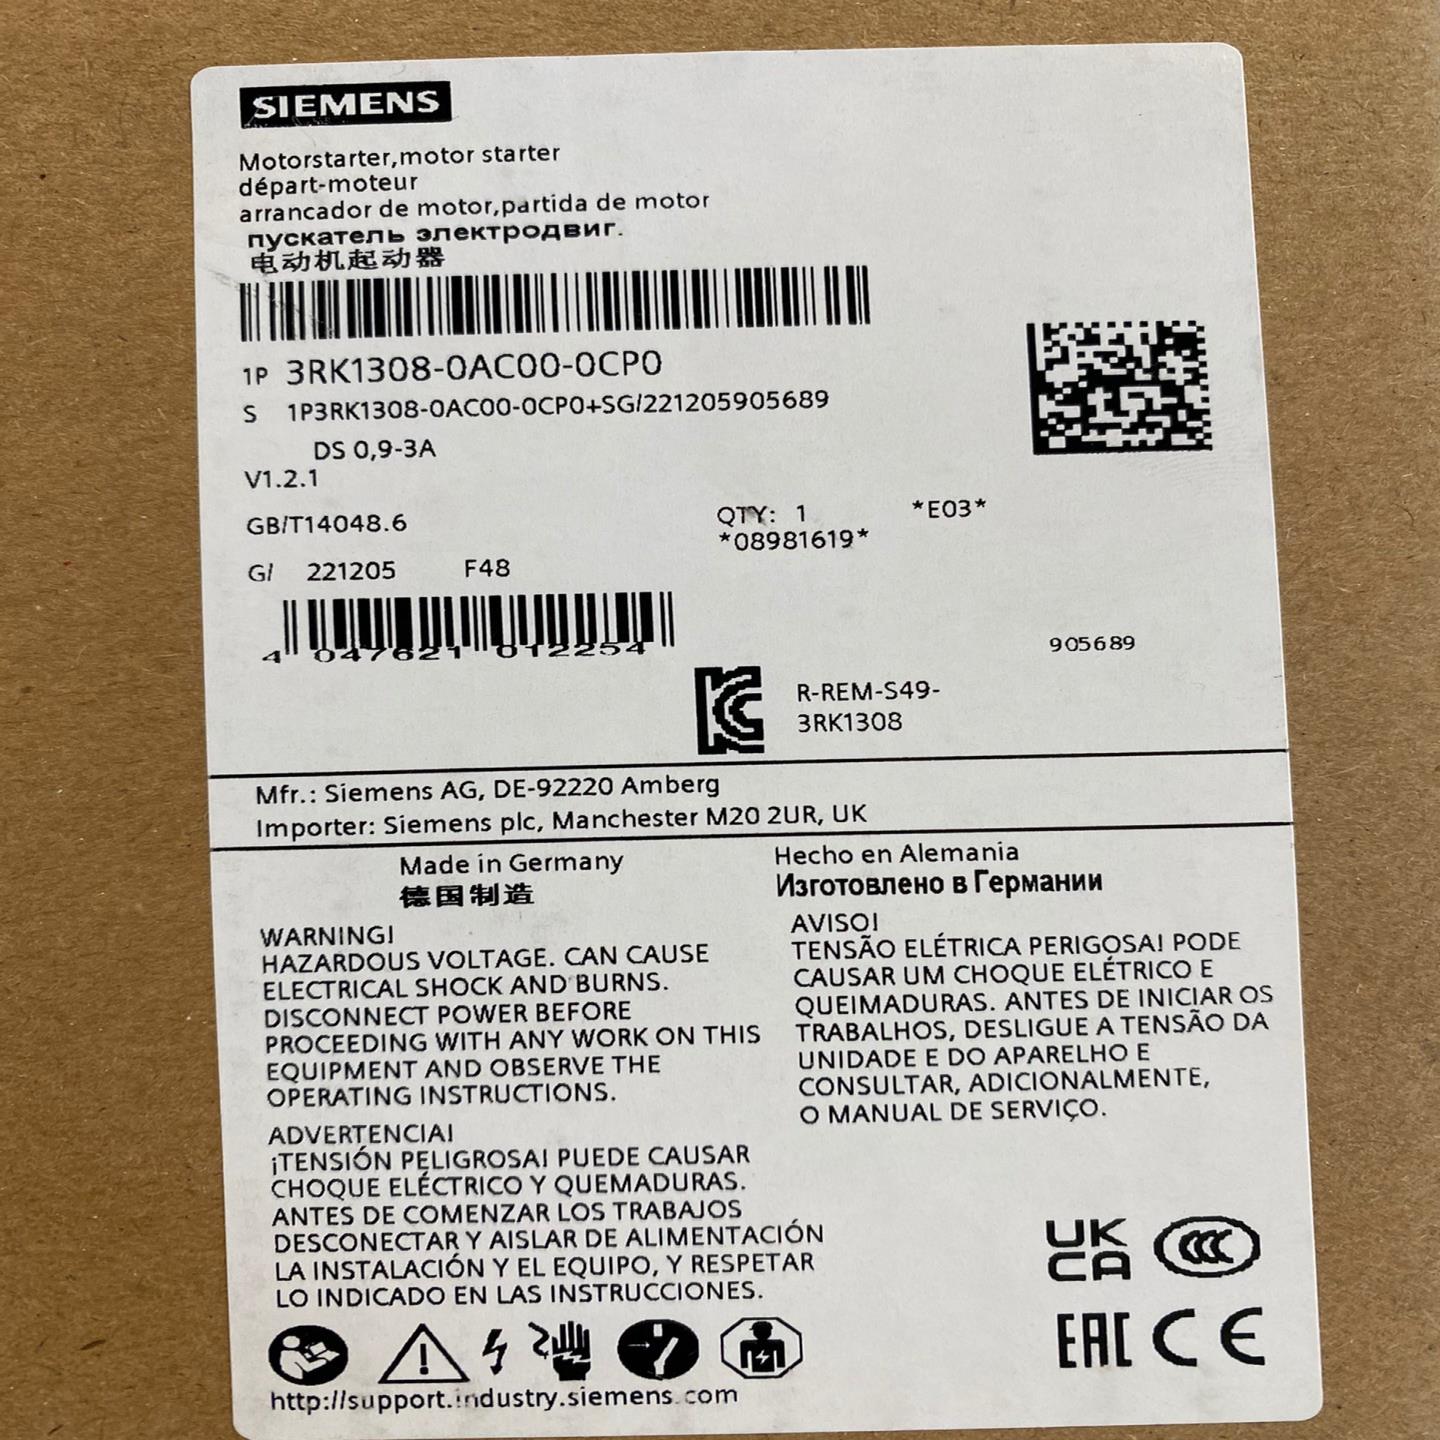 SIEMENS
Motorstarter,motor starter
départ-moteur
arrancador de motor,partida de motor
пускатель электродвиг.
电动机起动器
1P 3RK1308-0AC00-0CP0
S 1P3RK1308-0AC00-0CP0+SG/221205905689
DS 0,9-3A
V1.2.1
GB/T14048.6
QTY: 1 *E03*
*08981619*
G/ 221205 F48
4 047621 012254
905689
R-REM-S49-
3RK1308
Mfr.: Siemens AG, DE-92220 Amberg
Importer: Siemens plc, Manchester M20 2UR, UK
Made in Germany
德国制造
Hecho en Alemania
Изготовлено в Германии
WARNING!
HAZARDOUS VOLTAGE. CAN CAUSE
ELECTRICAL SHOCK AND BURNS.
DISCONNECT POWER BEFORE
PROCEEDING WITH ANY WORK ON THIS
EQUIPMENT AND OBSERVE THE
OPERATING INSTRUCTIONS.
AVISO!
TENSÃO ELÉTRICA PERIGOSA! PODE
CAUSAR UM CHOQUE ELÉTRICO E
QUEIMADURAS. ANTES DE INICIAR OS
TRABALHOS, DESLIGUE A TENSÃO DA
UNIDADE E DO APARELHO E
CONSULTAR, ADICIONALMENTE,
O MANUAL DE SERVIÇO.
ADVERTENCIA!
¡TENSIÓN PELIGROSA! PUEDE CAUSAR
CHOQUE ELÉCTRICO Y QUEMADURAS.
ANTES DE COMENZAR LOS TRABAJOS
DESCONECTAR Y AISLAR DE ALIMENTACIÓN
LA INSTALACIÓN Y EL EQUIPO, Y RESPETAR
LO INDICADO EN LAS INSTRUCCIONES.
UK
CA
CCC
EAC CE
http://support.industry.siemens.com